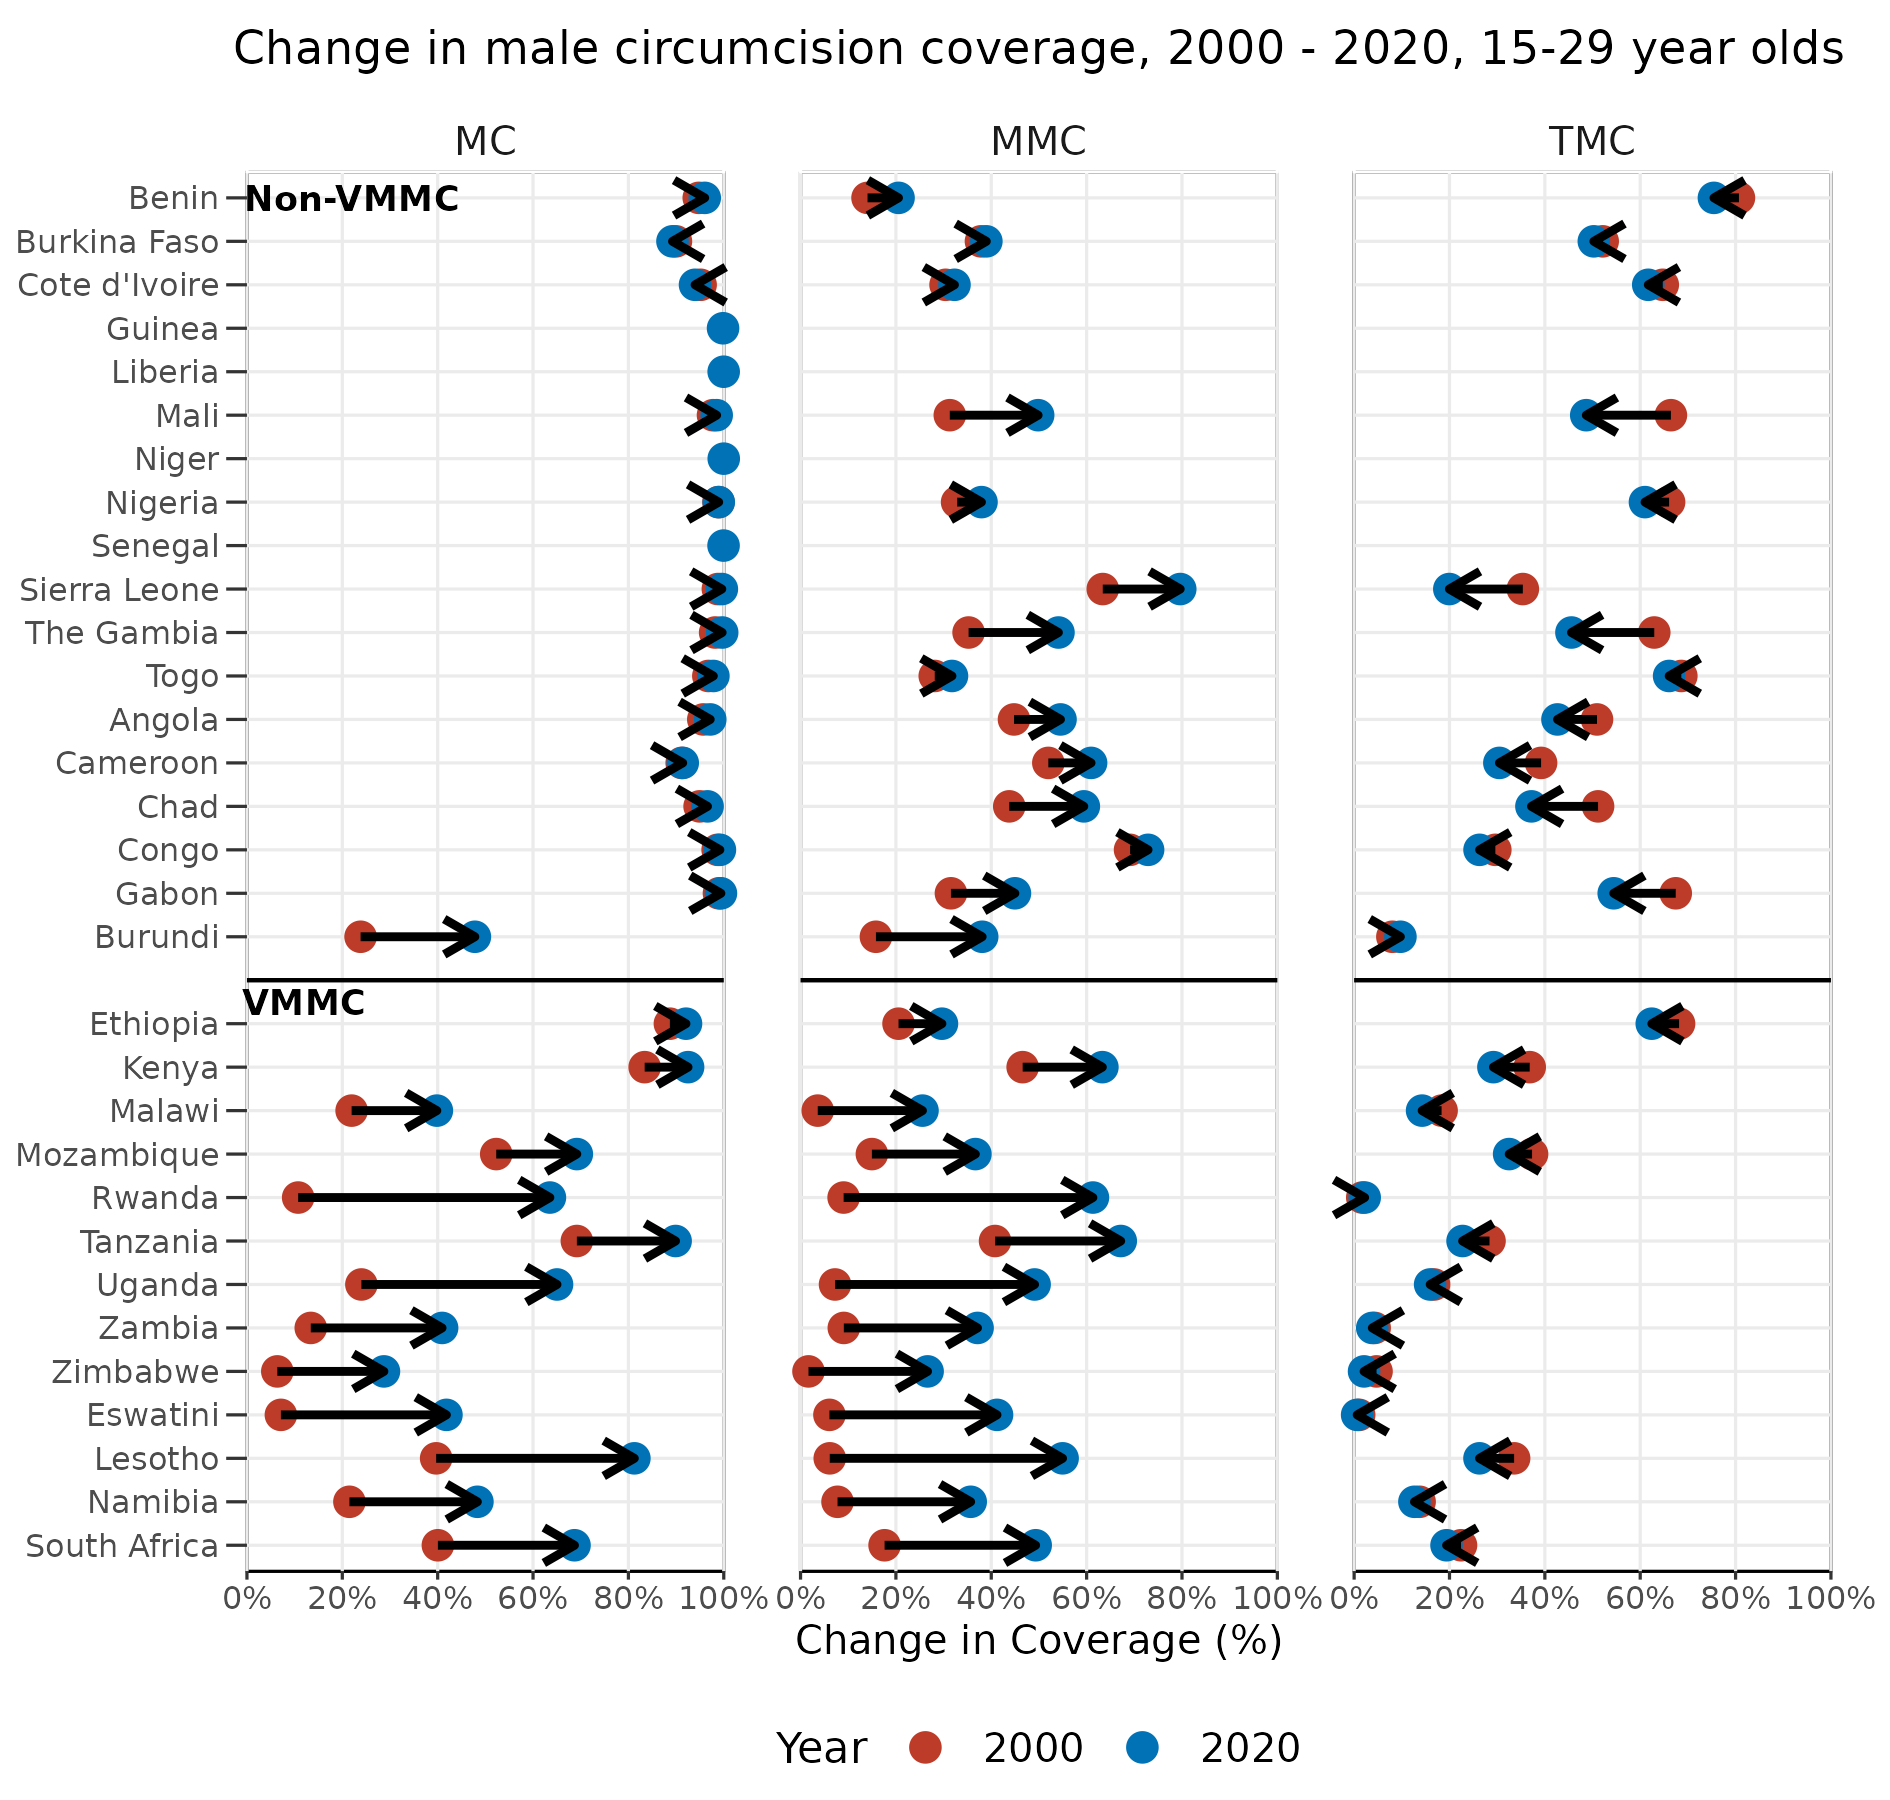 Change in male circumcision coverage, 2000 - 2020, 15-29 year olds
MC MMC TMC
Non-VMMC
Benin
Burkina Faso
Cote d'Ivoire
Guinea
Liberia
Mali
Niger
Nigeria
Senegal
Sierra Leone
The Gambia
Togo
Angola
Cameroon
Chad
Congo
Gabon
Burundi
VMMC
Ethiopia
Kenya
Malawi
Mozambique
Rwanda
Tanzania
Uganda
Zambia
Zimbabwe
Eswatini
Lesotho
Namibia
South Africa
0% 20% 40% 60% 80% 100% 0% 20% 40% 60% 80% 100% 0% 20% 40% 60% 80% 100%
Change in Coverage (%)
Year 2000 2020